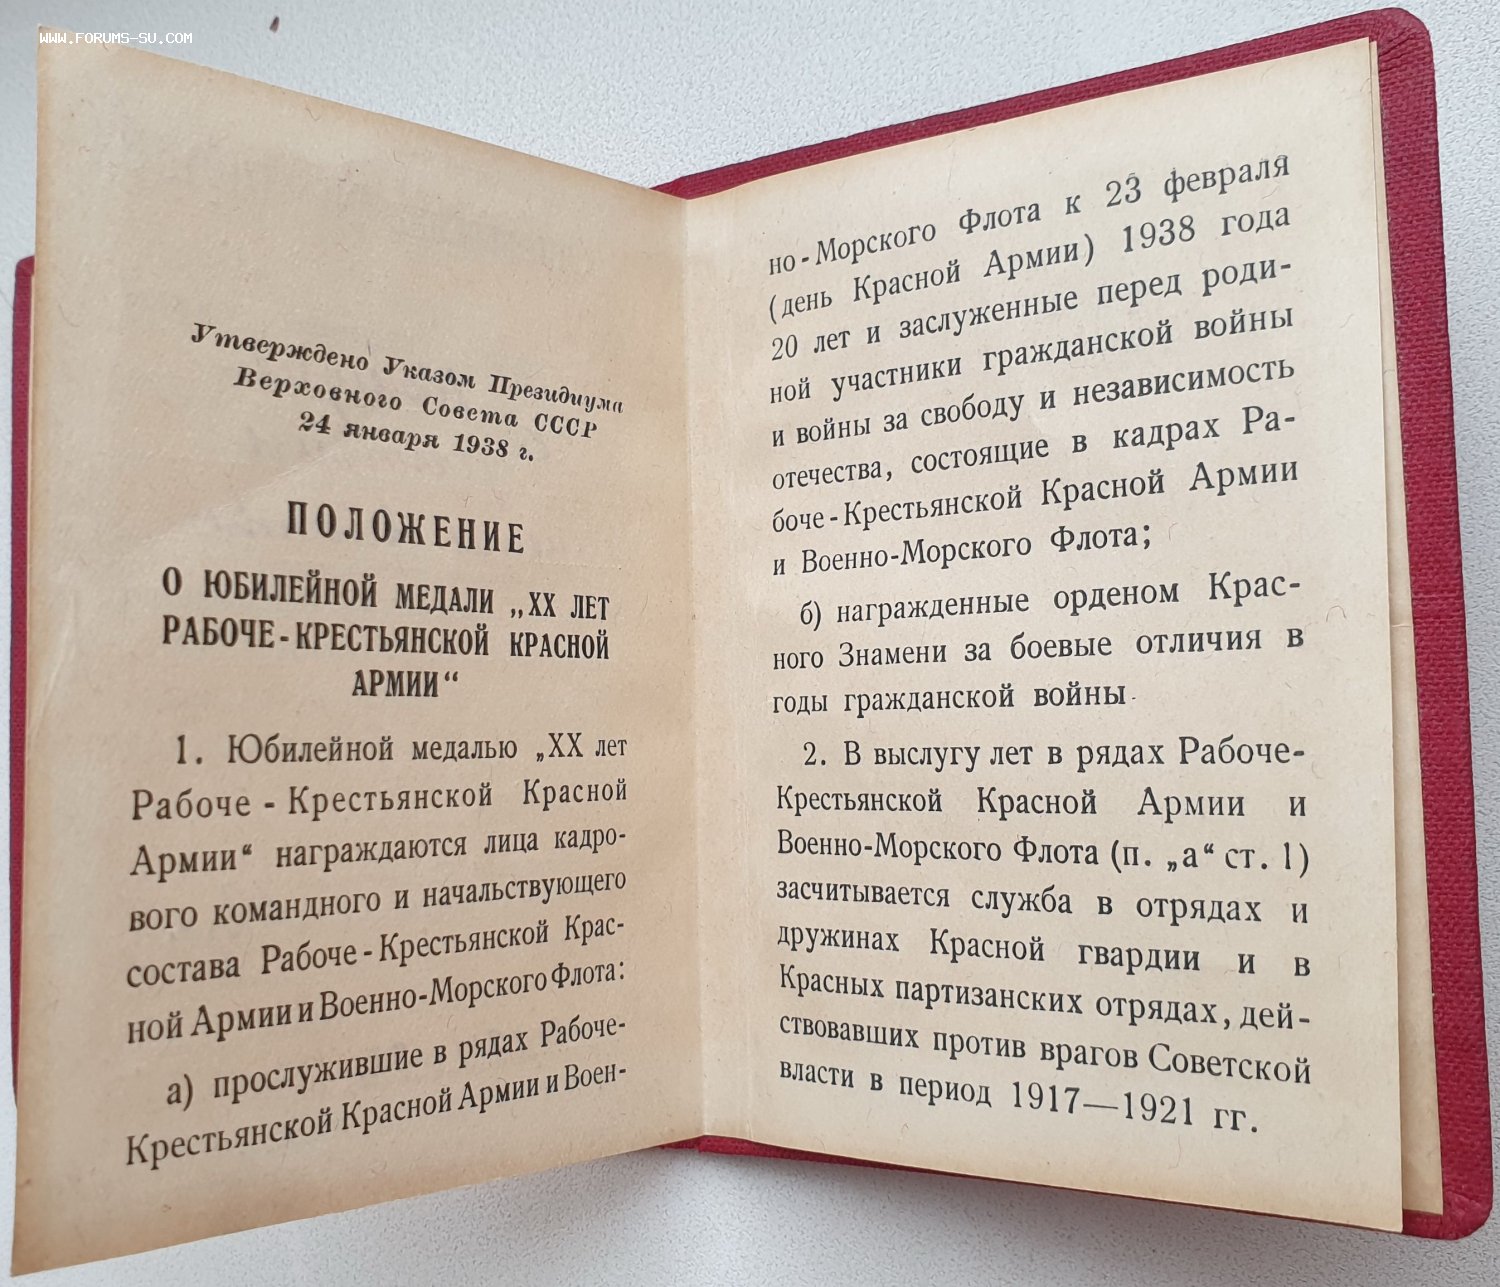 WWW.FORUMS-SU.COM
Утверждено Указом Президиума
Верховного Совета СССР
24 января 1938 г.
ПОЛОЖЕНИЕ
О ЮБИЛЕЙНОЙ МЕДАЛИ „XX ЛЕТ
РАБОЧЕ-КРЕСТЬЯНСКОЙ КРАСНОЙ
АРМИИ“
1. Юбилейной медалью „XX лет
Рабоче - Крестьянской Красной
Армии“ награждаются лица кадро-
вого командного и начальствующего
состава Рабоче-Крестьянской Крас-
ной Армии и Военно-Морского Флота:
а) прослужившие в рядах Рабоче-
Крестьянской Красной Армии и Воен-
но-Морского Флота к 23 февраля
(день Красной Армии) 1938 года
20 лет и заслуженные перед роди-
ной участники гражданской войны
и войны за свободу и независимость
отечества, состоящие в кадрах Ра-
боче-Крестьянской Красной Армии
и Военно-Морского Флота;
б) награжденные орденом Крас-
ного Знамени за боевые отличия в
годы гражданской войны.
2. В выслугу лет в рядах Рабоче-
Крестьянской Красной Армии и
Военно-Морского Флота (п. „а“ ст. 1)
засчитывается служба в отрядах и
дружинах Красной гвардии и в
Красных партизанских отрядах, дей-
ствовавших против врагов Советской
власти в период 1917—1921 гг.